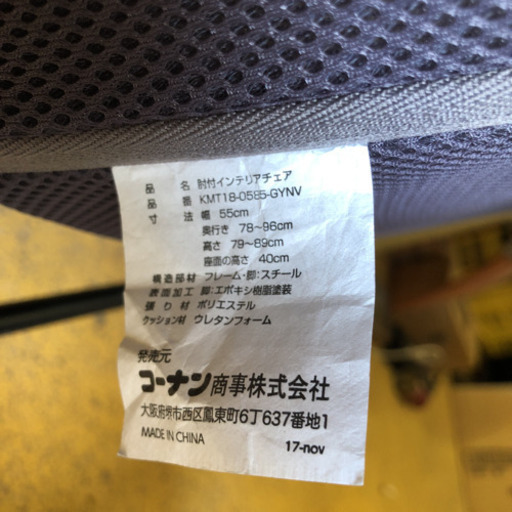 品 名 肘付インテリアチェア
品 番 KMT18-0585-GYNV
寸 法 幅 55cm
奥行き 78~96cm
高さ 79~89cm
座面の高さ 40cm
構造部材 フレーム・脚:スチール
表面加工 脚:エポキシ樹脂塗装
張り材 ポリエステル
クッション材 ウレタンフォーム
発売元
コーナン商事株式会社
大阪府堺市西区鳳東町6丁637番地1
MADE IN CHINA
17-nov